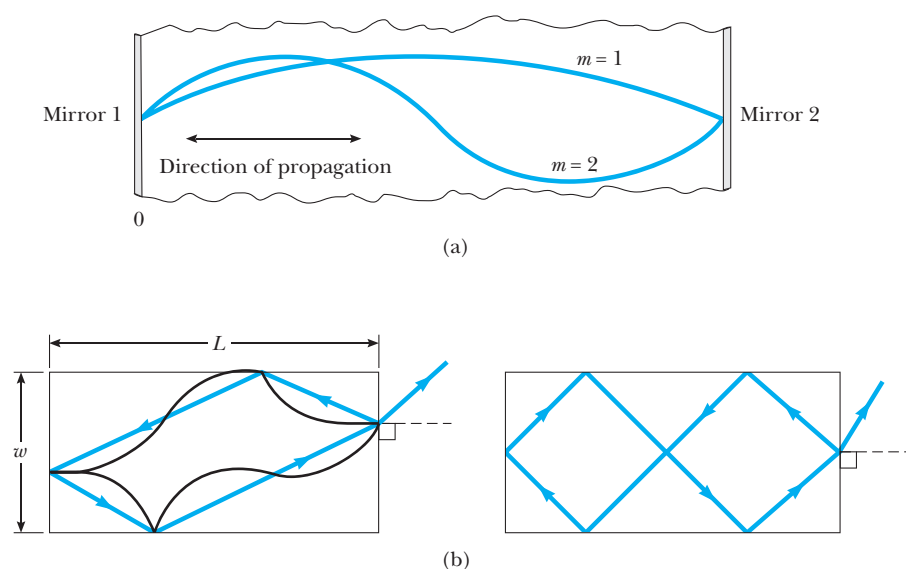 m = 1
Mirror 1
Mirror 2
Direction of propagation
m = 2
0
(a)
L
w
(b)